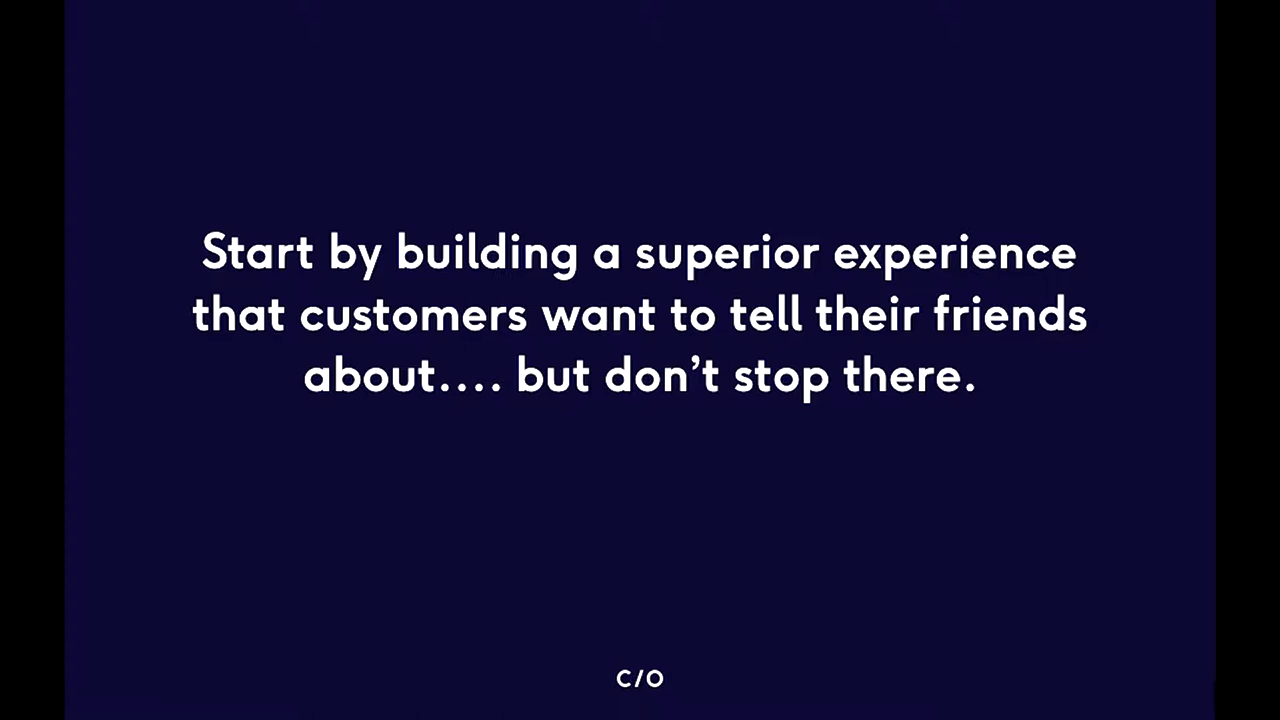 Start by building a superior experience
that customers want to tell their friends
about.... but don’t stop there.
C/O